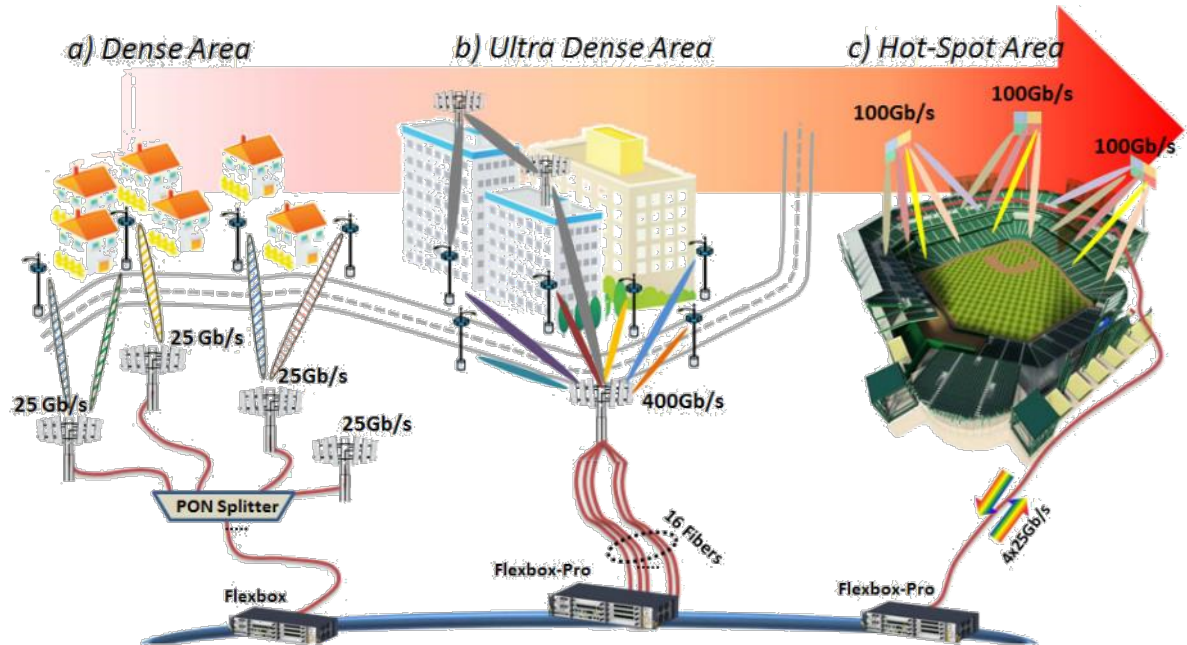 a) Dense Area
b) Ultra Dense Area
c) Hot-Spot Area
100Gb/s
100Gb/s
100Gb/s
25 Gb/s
25 Gb/s
25Gb/s
25Gb/s
400Gb/s
PON Splitter
16 Fibers
4x25Gb/s
Flexbox
Flexbox-Pro
Flexbox-Pro